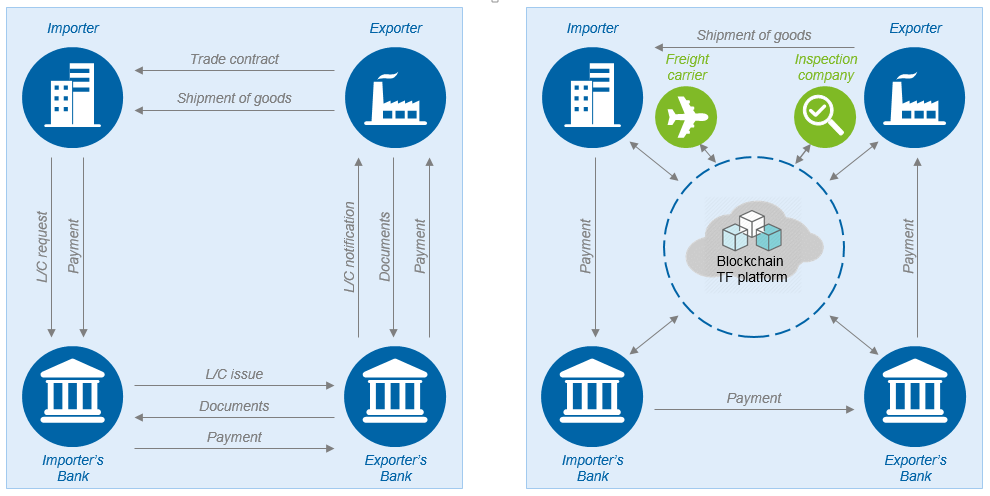 Importer
Exporter
Trade contract
Shipment of goods
L/C request
Payment
L/C notification
Documents
Payment
L/C issue
Documents
Payment
Importer's
Bank
Exporter's
Bank
Importer
Exporter
Shipment of goods
Freight
carrier
Inspection
company
Payment
Blockchain
TF platform
Payment
Payment
Importer's
Bank
Exporter's
Bank